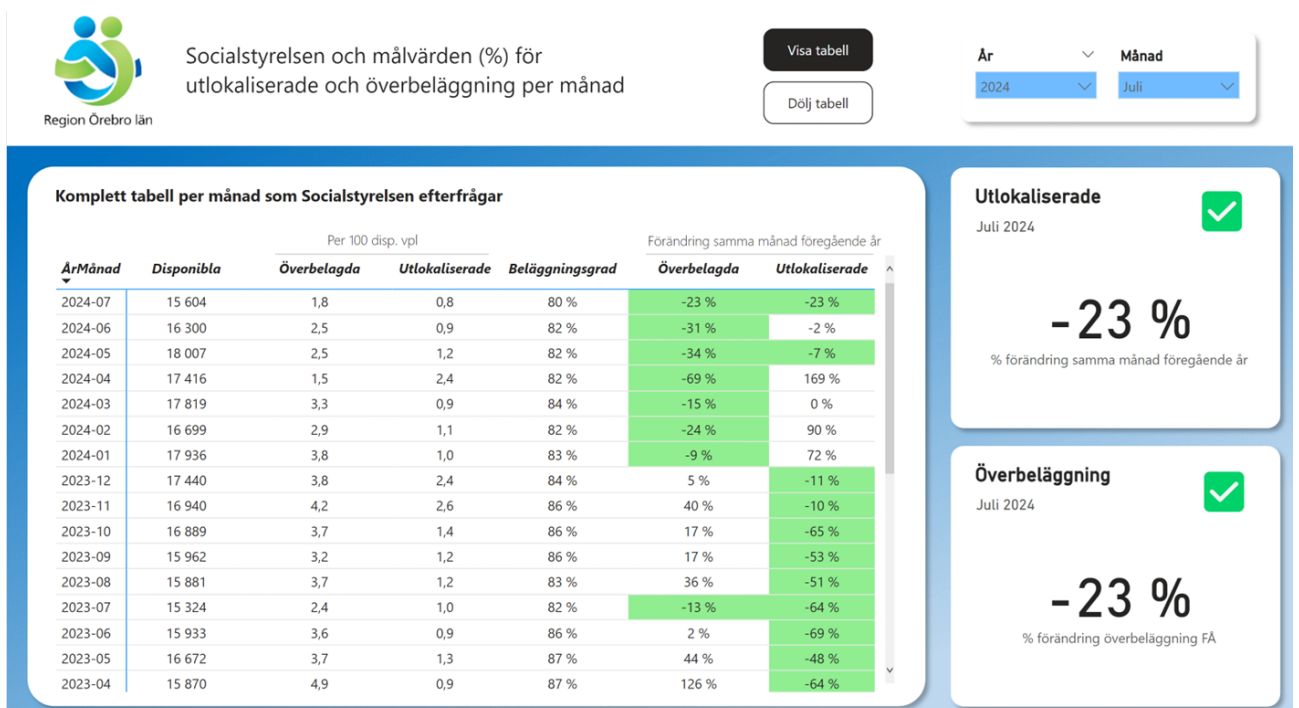 Region Örebro län
Socialstyrelsen och målvärden (%) för
utlokaliserade och överbeläggning per månad
Visa tabell
Dölj tabell
År
Månad
2024
Juli
Komplett tabell per månad som Socialstyrelsen efterfrågar
Per 100 disp. vpl
Förändring samma månad föregående år
ÅrMånad Disponibla Överbelagda Utlokaliserade Beläggningsgrad Överbelagda Utlokaliserade
2024-07 15 604 1,8 0,8 80 % -23 % -23 %
2024-06 16 300 2,5 0,9 82 % -31 % -2 %
2024-05 18 007 2,5 1,2 82 % -34 % -7 %
2024-04 17 416 1,5 2,4 82 % -69 % 169 %
2024-03 17 819 3,3 0,9 84 % -15 % 0 %
2024-02 16 699 2,9 1,1 82 % -24 % 90 %
2024-01 17 936 3,8 1,0 83 % -9 % 72 %
2023-12 17 440 3,8 2,4 84 % 5 % -11 %
2023-11 16 940 4,2 2,6 86 % 40 % -10 %
2023-10 16 889 3,7 1,4 86 % 17 % -65 %
2023-09 15 962 3,2 1,2 86 % 17 % -53 %
2023-08 15 881 3,7 1,2 83 % 36 % -51 %
2023-07 15 324 2,4 1,0 82 % -13 % -64 %
2023-06 15 933 3,6 0,9 86 % 2 % -69 %
2023-05 16 672 3,7 1,3 87 % 44 % -48 %
2023-04 15 870 4,9 0,9 87 % 126 % -64 %
Utlokaliserade
Juli 2024
-23 %
% förändring samma månad föregående år
Överbeläggning
Juli 2024
-23 %
% förändring överbeläggning FÅ